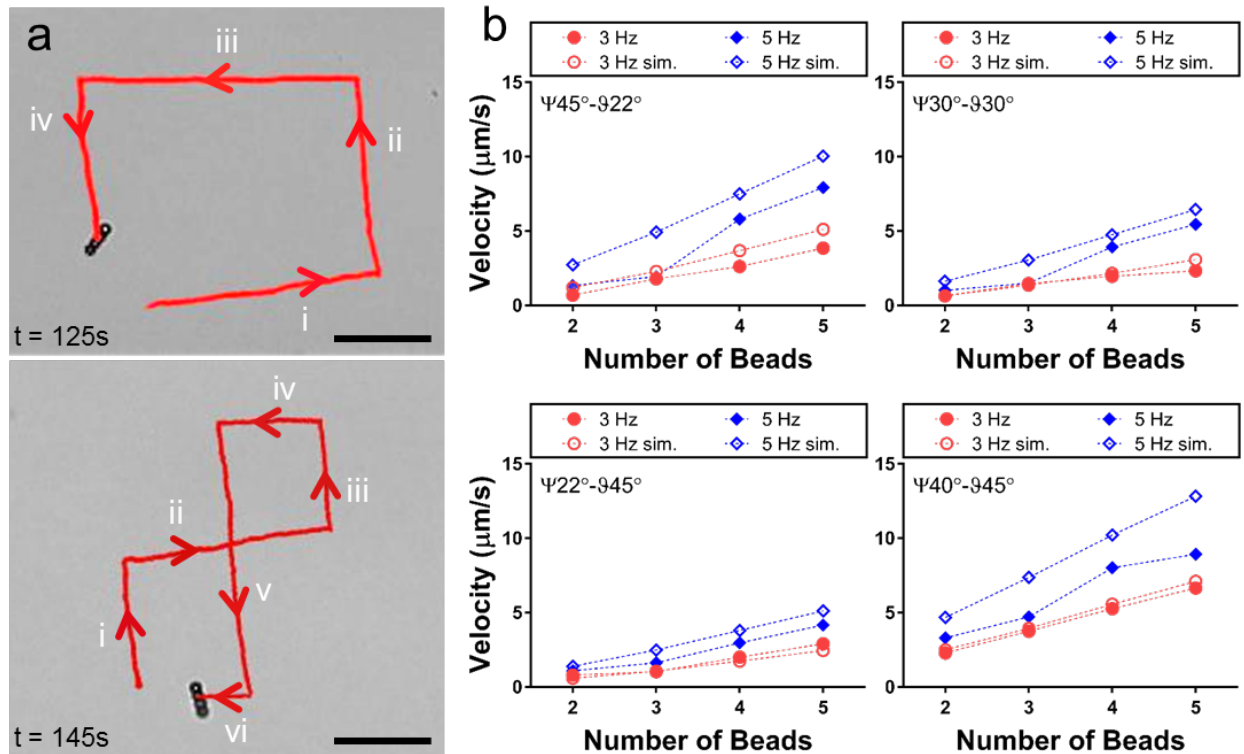 a
iii
iv
ii
i
t = 125s
iv
iii
ii
v
i
vi
t = 145s
b
3 Hz 5 Hz
3 Hz sim. 5 Hz sim.
Ψ45°-ϑ22°
15
10
5
0
Velocity (μm/s)
2 3 4 5
Number of Beads
3 Hz 5 Hz
3 Hz sim. 5 Hz sim.
Ψ30°-ϑ30°
15
10
5
0
2 3 4 5
Number of Beads
3 Hz 5 Hz
3 Hz sim. 5 Hz sim.
Ψ22°-ϑ45°
15
10
5
0
Velocity (μm/s)
2 3 4 5
Number of Beads
3 Hz 5 Hz
3 Hz sim. 5 Hz sim.
Ψ40°-ϑ45°
15
10
5
0
2 3 4 5
Number of Beads